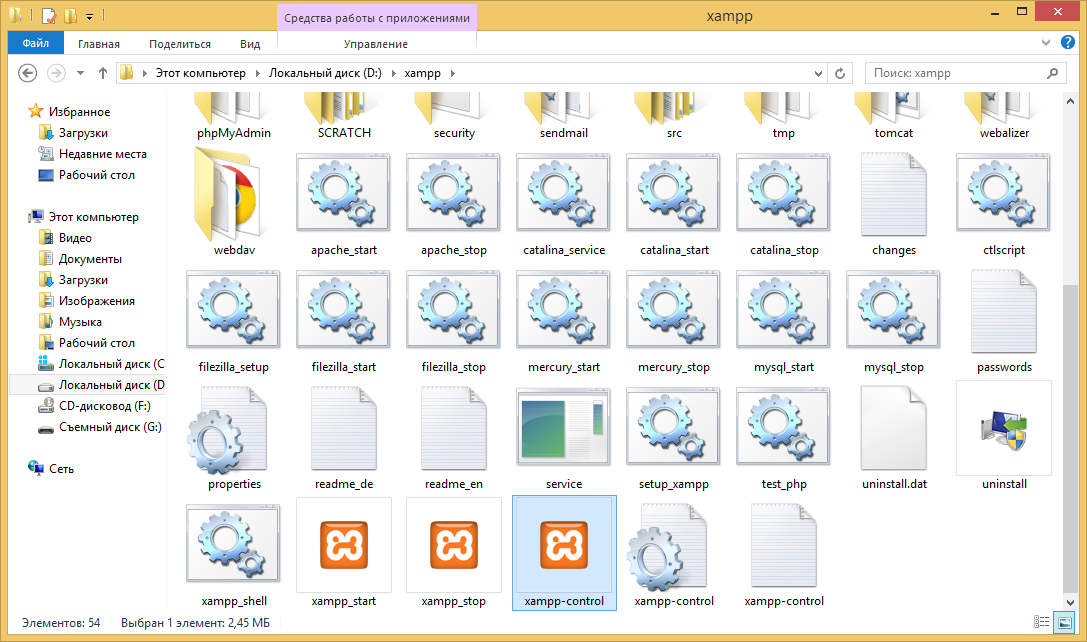 Средства работы с приложениями
xampp
Файл
Главная
Поделиться
Вид
Управление
Этот компьютер
Локальный диск (D:)
xampp
Поиск: xampp
Избранное
Загрузки
Недавние места
Рабочий стол
Этот компьютер
Видео
Документы
Загрузки
Изображения
Музыка
Рабочий стол
Локальный диск (C
Локальный диск (D
CD-дисковод (F:)
Съемный диск (G:)
Сеть
phpMyAdmin SCRATCH security sendmail src tmp tomcat webalizer
webdav apache_start apache_stop catalina_service catalina_start catalina_stop changes ctlscript
filezilla_setup filezilla_start filezilla_stop mercury_start mercury_stop mysql_start mysql_stop passwords
properties readme_de readme_en service setup_xampp test_php uninstall.dat uninstall
xampp_shell xampp_start xampp_stop xampp-control xampp-control xampp-control
Элементов: 54 Выбран 1 элемент: 2,45 МБ